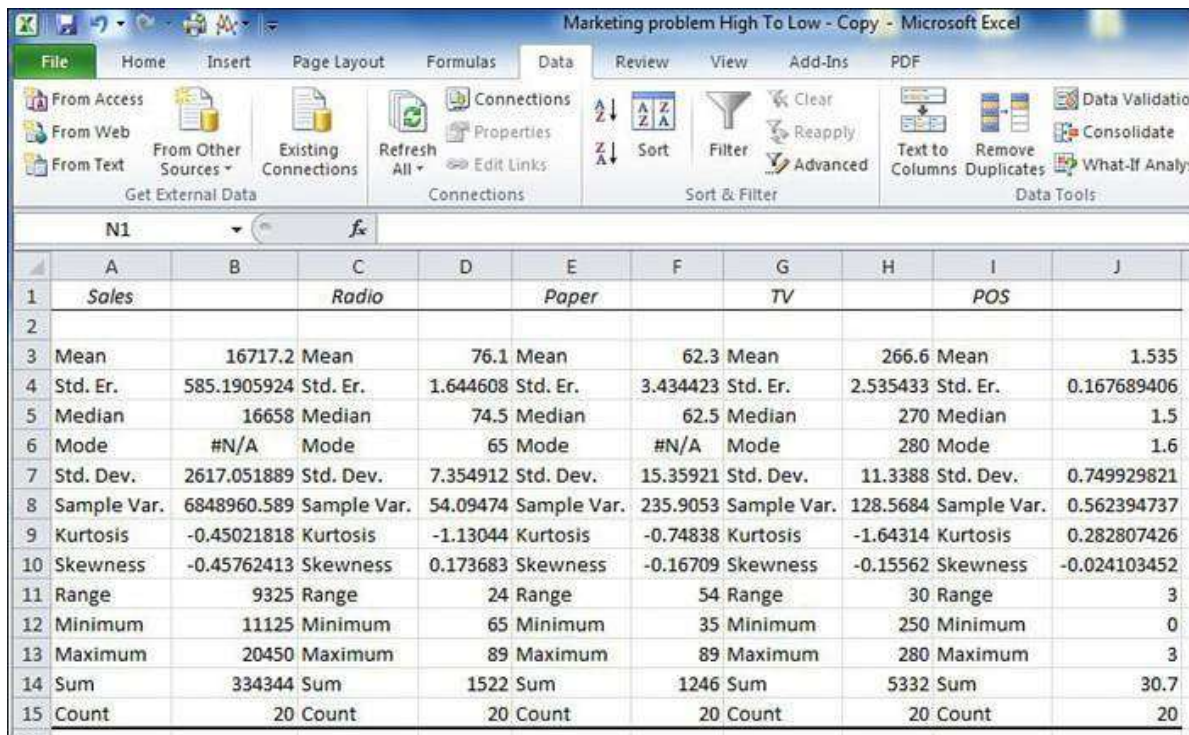 Marketing problem High To Low - Copy - Microsoft Excel
File Home Insert Page Layout Formulas Data Review View Add-Ins PDF
From Access
From Web
From Text
From Other Sources
Existing Connections
Get External Data
Refresh All
Connections
Properties
Edit Links
Connections
Sort
Filter
Clear
Reapply
Advanced
Sort & Filter
Text to Columns
Remove Duplicates
Data Validatio
Consolidate
What-If Analy
Data Tools
N1 fx
A B C D E F G H I J
1 Sales Radio Paper TV POS
2
3 Mean 16717.2 Mean 76.1 Mean 62.3 Mean 266.6 Mean 1.535
4 Std. Er. 585.1905924 Std. Er. 1.644608 Std. Er. 3.434423 Std. Er. 2.535433 Std. Er. 0.167689406
5 Median 16658 Median 74.5 Median 62.5 Median 270 Median 1.5
6 Mode #N/A Mode 65 Mode #N/A Mode 280 Mode 1.6
7 Std. Dev. 2617.051889 Std. Dev. 7.354912 Std. Dev. 15.35921 Std. Dev. 11.3388 Std. Dev. 0.749929821
8 Sample Var. 6848960.589 Sample Var. 54.09474 Sample Var. 235.9053 Sample Var. 128.5684 Sample Var. 0.562394737
9 Kurtosis -0.45021818 Kurtosis -1.13044 Kurtosis -0.74838 Kurtosis -1.64314 Kurtosis 0.282807426
10 Skewness -0.45762413 Skewness 0.173683 Skewness -0.16709 Skewness -0.15562 Skewness -0.024103452
11 Range 9325 Range 24 Range 54 Range 30 Range 3
12 Minimum 11125 Minimum 65 Minimum 35 Minimum 250 Minimum 0
13 Maximum 20450 Maximum 89 Maximum 89 Maximum 280 Maximum 3
14 Sum 334344 Sum 1522 Sum 1246 Sum 5332 Sum 30.7
15 Count 20 Count 20 Count 20 Count 20 Count 20